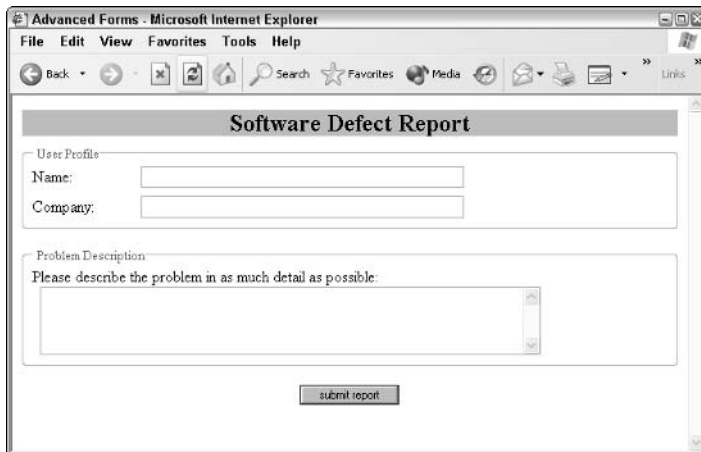 Advanced Forms - Microsoft Internet Explorer
File Edit View Favorites Tools Help
Back Search Favorites Media Links
Software Defect Report
User Profile
Name:
Company:
Problem Description
Please describe the problem in as much detail as possible:
submit report